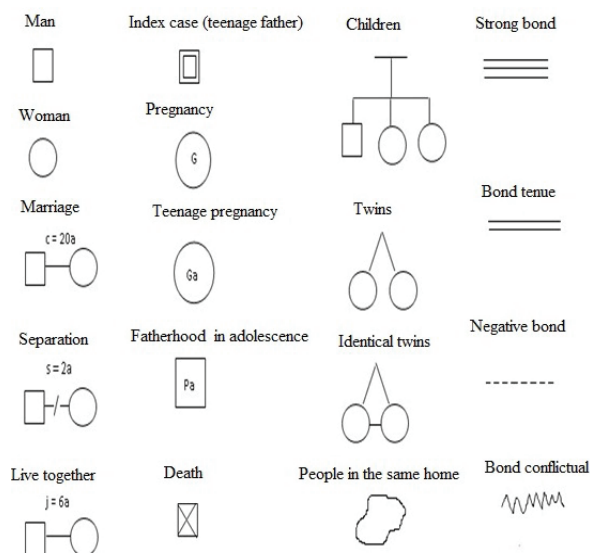 Man
Index case (teenage father)
Children
Strong bond
Woman
Pregnancy
G
Bond tenue
Marriage
c= 20a
Teenage pregnancy
Ga
Twins
Separation
s= 2a
Fatherhood in adolescence
Pa
Identical twins
Negative bond
Live together
j= 6a
Death
People in the same home
Bond conflictual